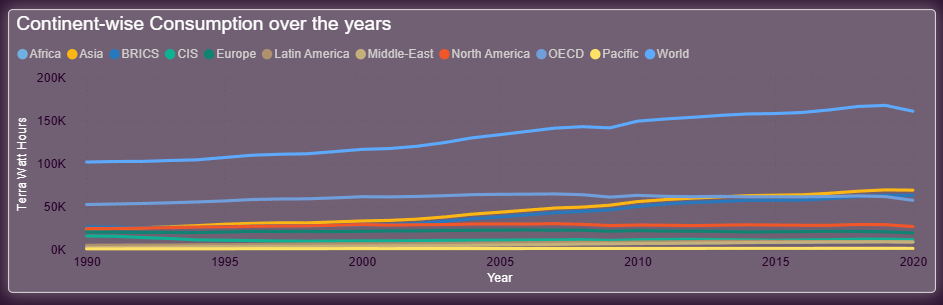 Continent-wise Consumption over the years
Africa Asia BRICS CIS Europe Latin America Middle-East North America OECD Pacific World
200K
150K
100K
50K
0K
Terra Watt Hours
1990 1995 2000 2005 2010 2015 2020
Year